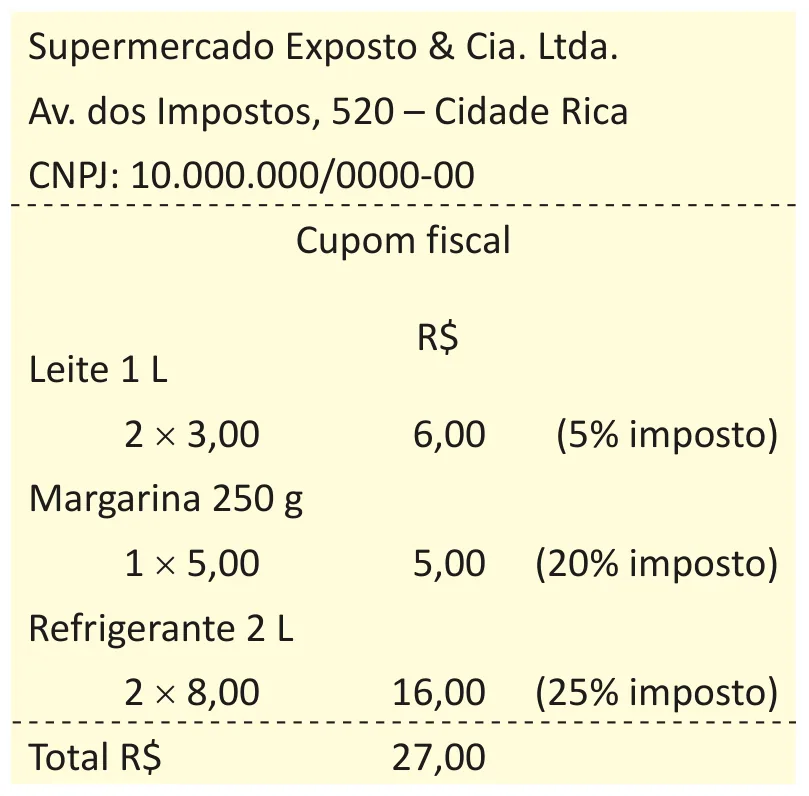 Supermercado Exposto & Cia. Ltda.
Av. dos Impostos, 520 – Cidade Rica
CNPJ: 10.000.000/0000-00
Cupom fiscal
R$
Leite 1 L
2 × 3,00 6,00 (5% imposto)
Margarina 250 g
1 × 5,00 5,00 (20% imposto)
Refrigerante 2 L
2 × 8,00 16,00 (25% imposto)
Total R$ 27,00